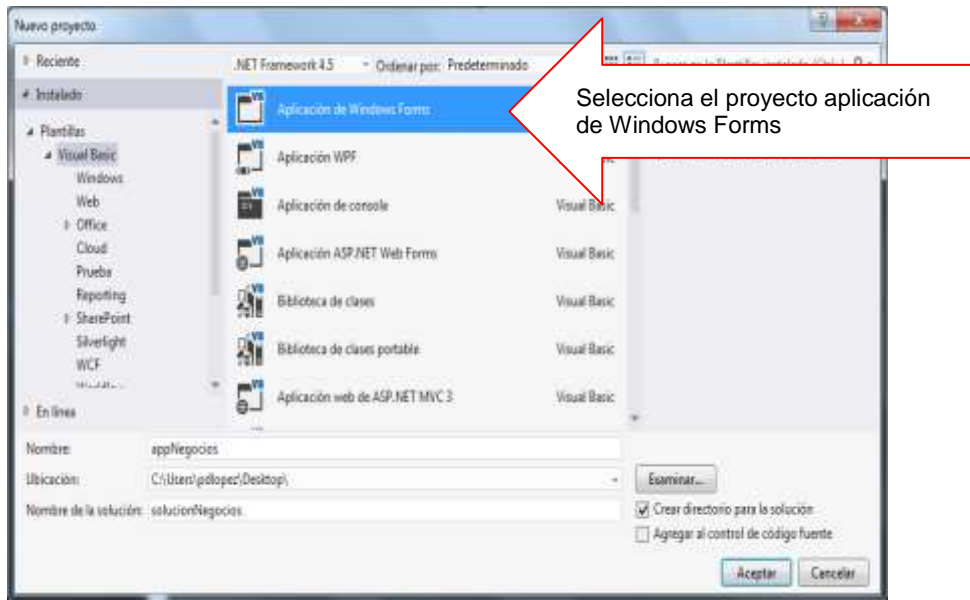 Nuevo proyecto
Reciente
.NET Framework 4.5
Ordenar por: Predeterminado
Instalado
Plantillas
Visual Basic
Windows
Web
Office
Cloud
Prueba
Reporting
SharePoint
Silverlight
WCF
En línea
Aplicación de Windows Forms
Aplicación WPF
Aplicación de consola
Visual Basic
Aplicación ASP.NET Web Forms
Visual Basic
Biblioteca de clases
Visual Basic
Biblioteca de clases portable
Visual Basic
Aplicación web de ASP.NET MVC 3
Visual Basic
Selecciona el proyecto aplicación
de Windows Forms
Nombre: appNegocios
Ubicación: C:\Users\pdlopez\Desktop\
Examinar...
Nombre de la solución: solucionNegocios
Crear directorio para la solución
Agregar al control de código fuente
Aceptar
Cancelar